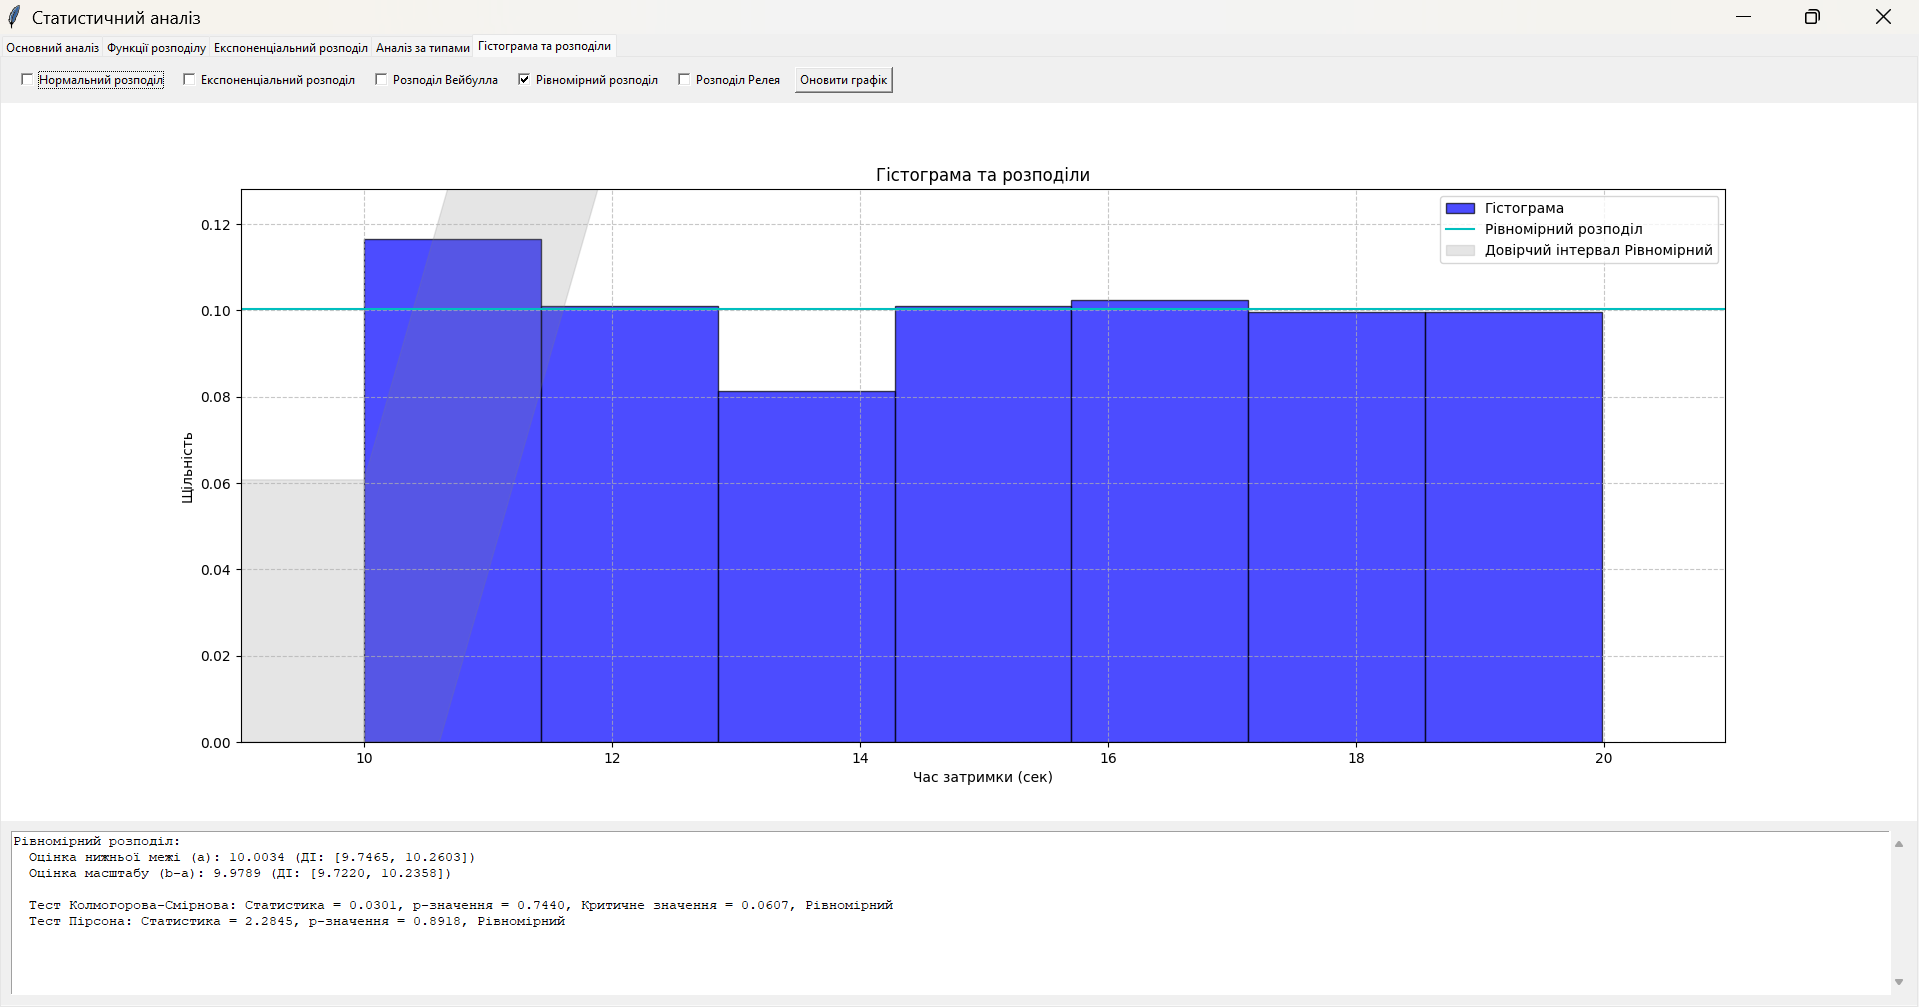 Статистичний аналіз
Основний аналіз Функції розподілу Експоненціальний розподіл Аналіз за типами Гістограма та розподіли
Нормальний розподіл Експоненціальний розподіл Розподіл Вейбулла Рівномірний розподіл Розподіл Релея Оновити графік
Гістограма та розподіли
Гістограма
Рівномірний розподіл
Довірчий інтервал Рівномірний
0.12
0.10
0.08
0.06
0.04
0.02
0.00
Щільність
10 12 14 16 18 20
Час затримки (сек)
Рівномірний розподіл:
Оцінка нижньої межі (a): 10.0034 (ДІ: [9.7465, 10.2603])
Оцінка масштабу (b-a): 9.9789 (ДІ: [9.7220, 10.2358])
Тест Колмогорова-Смірнова: Статистика = 0.0301, p-значення = 0.7440, Критичне значення = 0.0607, Рівномірний
Тест Пірсона: Статистика = 2.2845, p-значення = 0.8918, Рівномірний